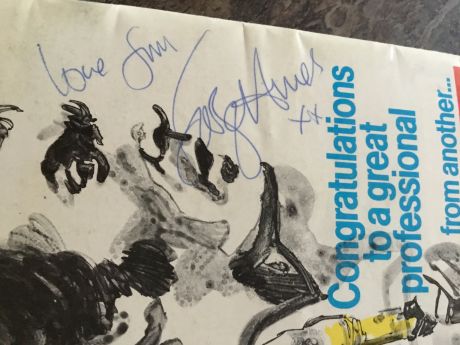 Love from
xx
Congratulations
to a great
professional
from another...